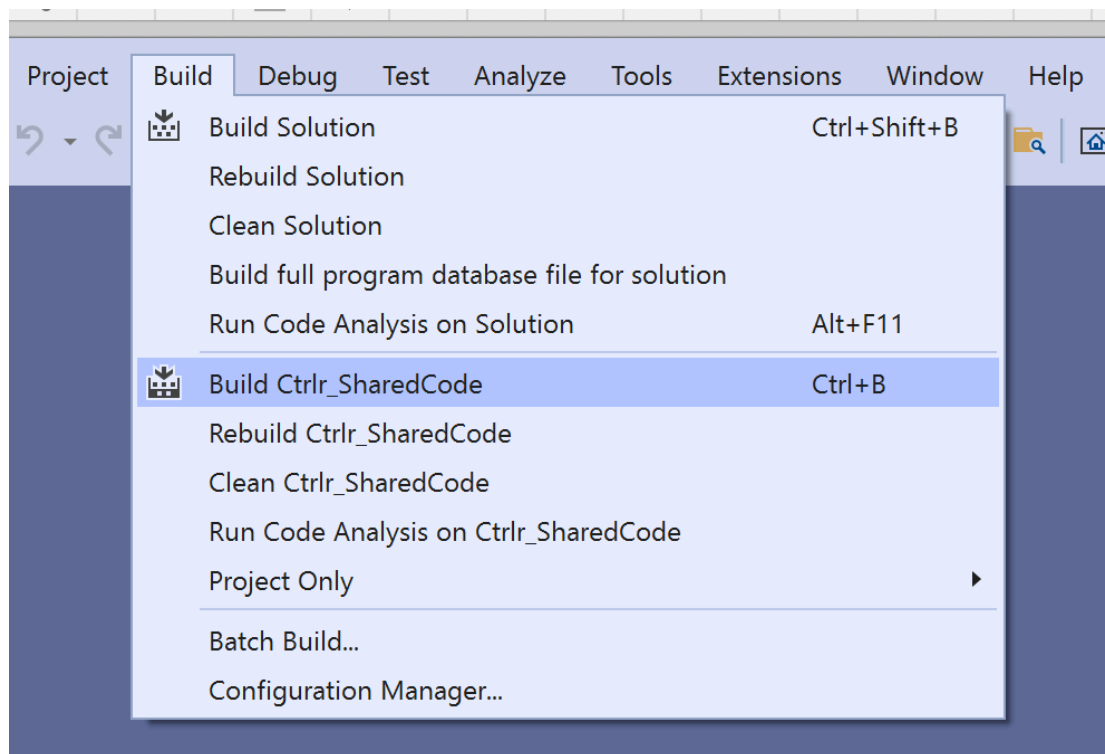 Project Build Debug Test Analyze Tools Extensions Window Help
Build Solution Ctrl+Shift+B
Rebuild Solution
Clean Solution
Build full program database file for solution
Run Code Analysis on Solution Alt+F11
Build Ctrlr_SharedCode Ctrl+B
Rebuild Ctrlr_SharedCode
Clean Ctrlr_SharedCode
Run Code Analysis on Ctrlr_SharedCode
Project Only
Batch Build...
Configuration Manager...